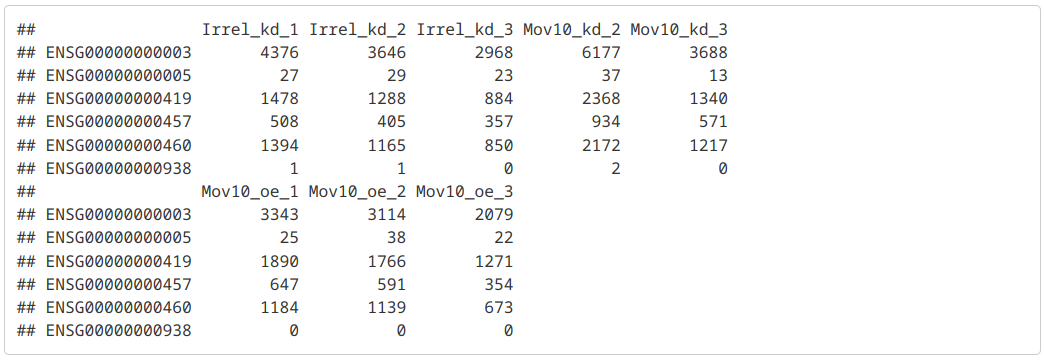 ##                 Irrel_kd_1 Irrel_kd_2 Irrel_kd_3 Mov10_kd_2 Mov10_kd_3
## ENSG00000000003       4376       3646       2968       6177       3688
## ENSG00000000005         27         29         23         37         13
## ENSG00000000419       1478       1288        884       2368       1340
## ENSG00000000457        508        405        357        934        571
## ENSG00000000460       1394       1165        850       2172       1217
## ENSG00000000938          1          1          0          2          0
##                 Mov10_oe_1 Mov10_oe_2 Mov10_oe_3
## ENSG00000000003       3343       3114       2079
## ENSG00000000005         25         38         22
## ENSG00000000419       1890       1766       1271
## ENSG00000000457        647        591        354
## ENSG00000000460       1184       1139        673
## ENSG00000000938          0          0          0